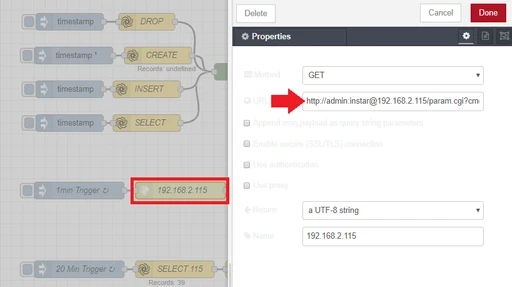 Delete
Cancel
Done
Properties
timestamp
DROP
timestamp *
CREATE
Records: undefined
timestamp
INSERT
timestamp
SELECT
1min Trigger ↻
192.168.2.115
20 Min Trigger ↻
SELECT 115
Records: 39
Method
GET
URL
http://admin:instar@192.168.2.115/param.cgi?cm
Append msg.payload as query string parameters
Enable secure (SSL/TLS) connection
Use authentication
Use proxy
Return
a UTF-8 string
Name
192.168.2.115